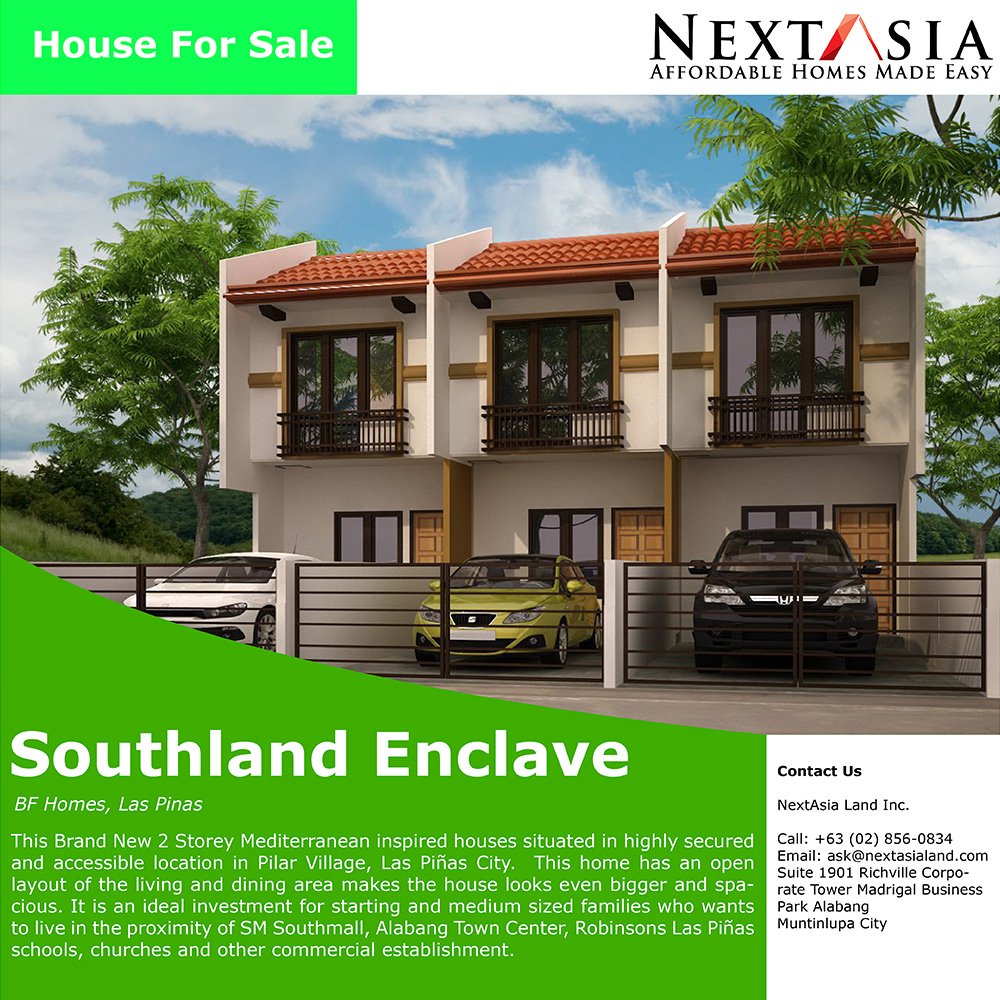 House For Sale
NEXTASIA
AFFORDABLE HOMES MADE EASY
Southland Enclave
BF Homes, Las Pinas
This Brand New 2 Storey Mediterranean inspired houses situated in highly secured
and accessible location in Pilar Village, Las Piñas City.  This home has an open
layout of the living and dining area makes the house looks even bigger and spa-
cious. It is an ideal investment for starting and medium sized families who wants
to live in the proximity of SM Southmall, Alabang Town Center, Robinsons Las Piñas
schools, churches and other commercial establishment.
Contact Us
NextAsia Land Inc.
Call: +63 (02) 856-0834
Email: ask@nextasialand.com
Suite 1901 Richville Corpo-
rate Tower Madrigal Business
Park Alabang
Muntinlupa City